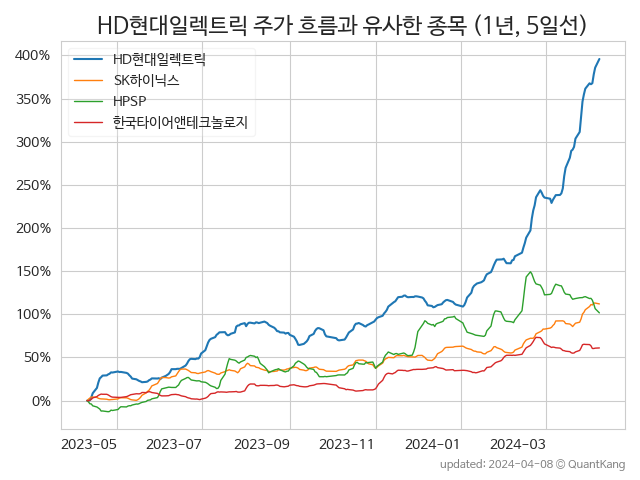 HD현대일렉트릭 주가 흐름과 유사한 종목 (1년, 5일선)
HD현대일렉트릭
SK하이닉스
HPSP
한국타이어앤테크놀로지
400%
350%
300%
250%
200%
150%
100%
50%
0%
2023-05 2023-07 2023-09 2023-11 2024-01 2024-03
updated: 2024-04-08 © QuantKang